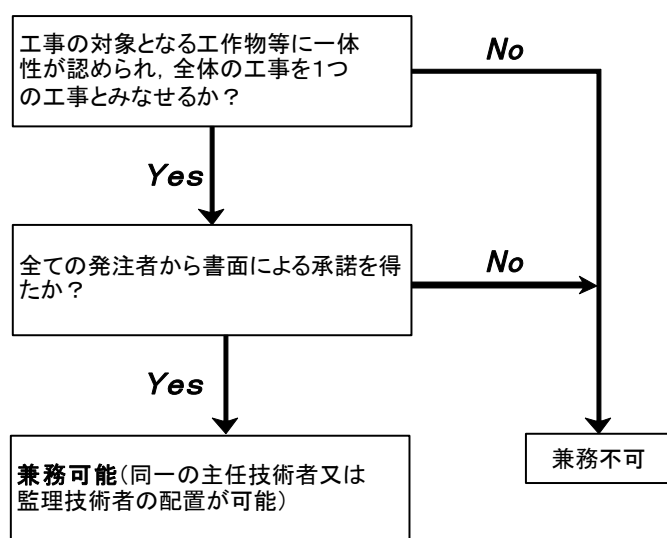 工事の対象となる工作物等に一体
性が認められ，全体の工事を1つ
の工事とみなせるか？
No
Yes
全ての発注者から書面による承諾を得
たか？
No
Yes
兼務可能（同一の主任技術者又は
監理技術者の配置が可能）
兼務不可